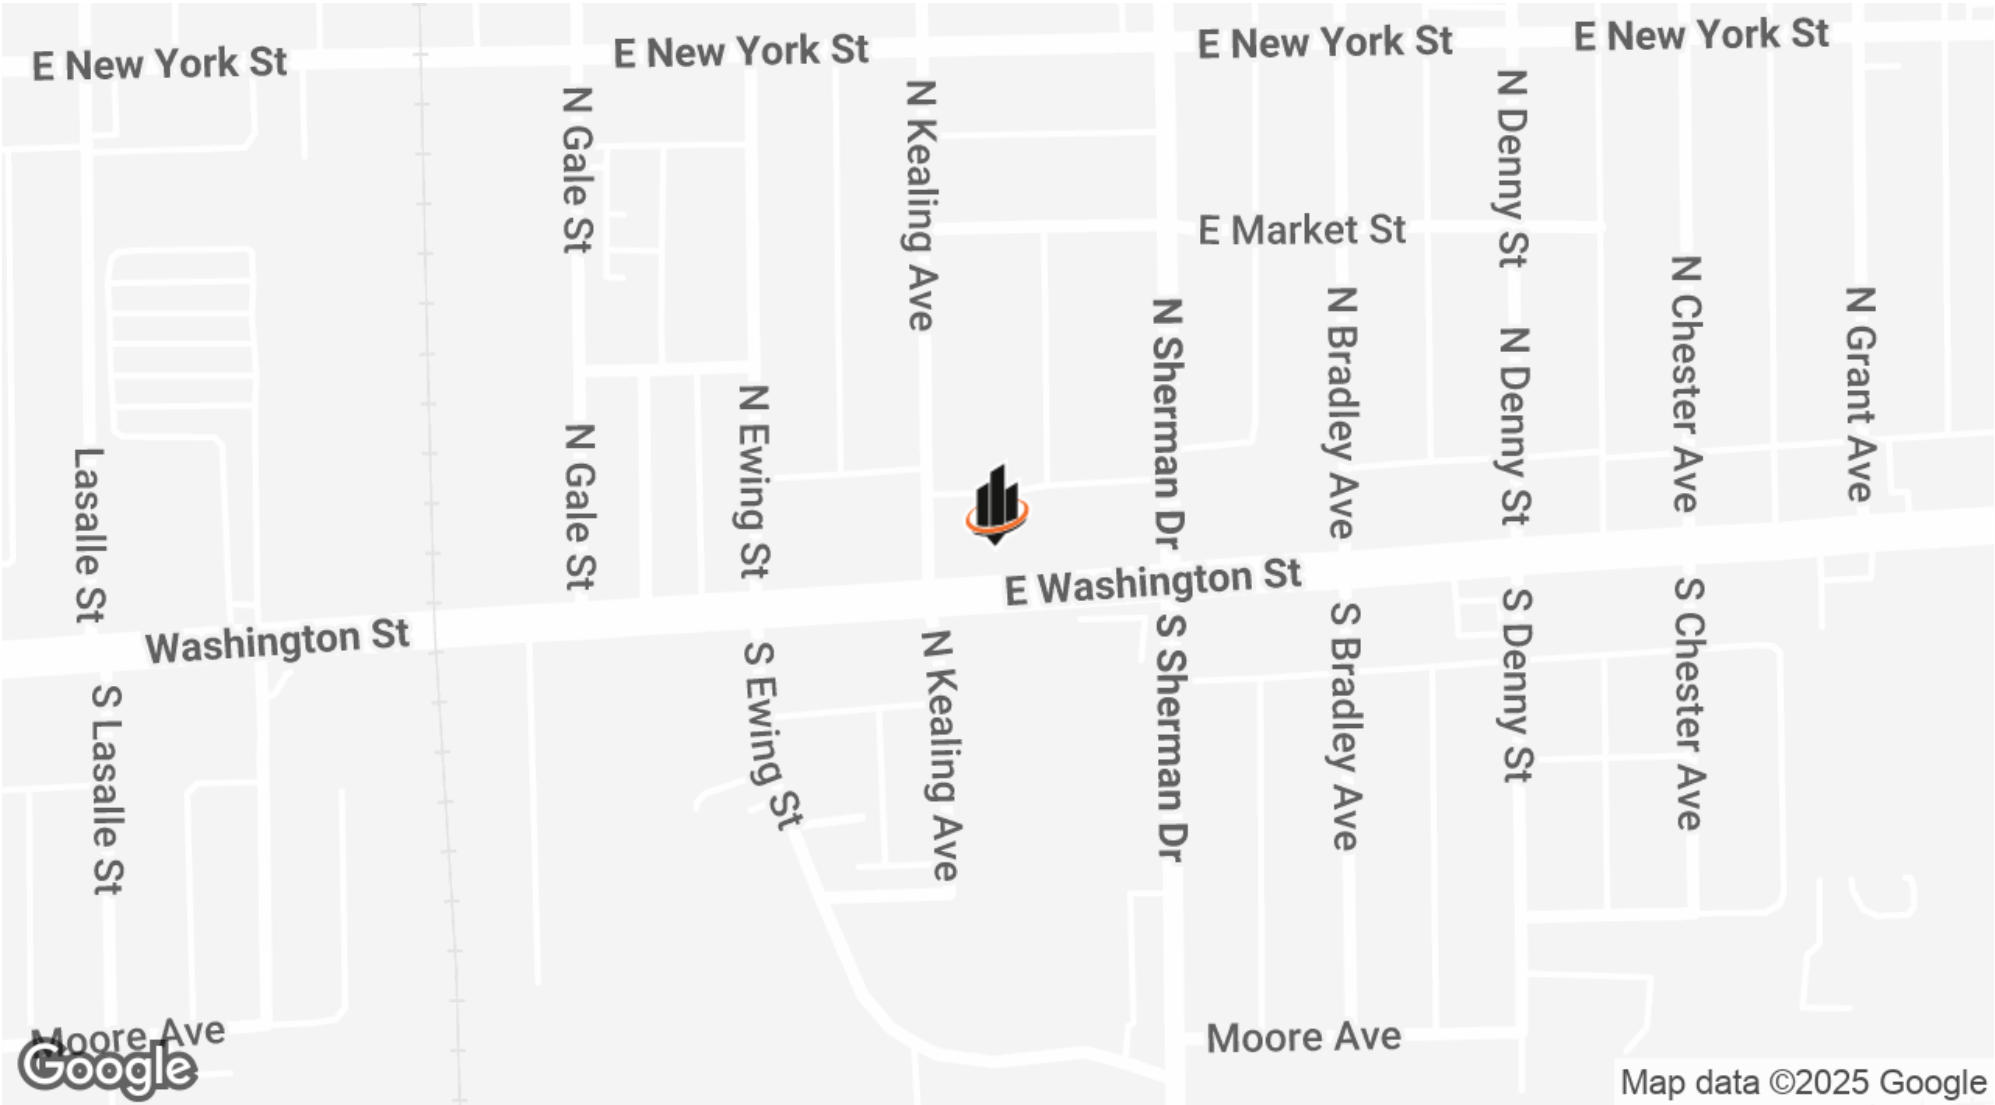 E New York St
E New York St
E New York St
E New York St
N Gale St
N Kealing Ave
N Denny St
E Market St
N Chester Ave
N Bradley Ave
N Grant Ave
N Sherman Dr
N Denny St
N Ewing St
N Gale St
Lasalle St
E Washington St
Washington St
S Chester Ave
S Denny St
S Bradley Ave
S Sherman Dr
N Kealing Ave
S Ewing St
S Lasalle St
Moore Ave
Moore Ave
Google
Map data ©2025 Google